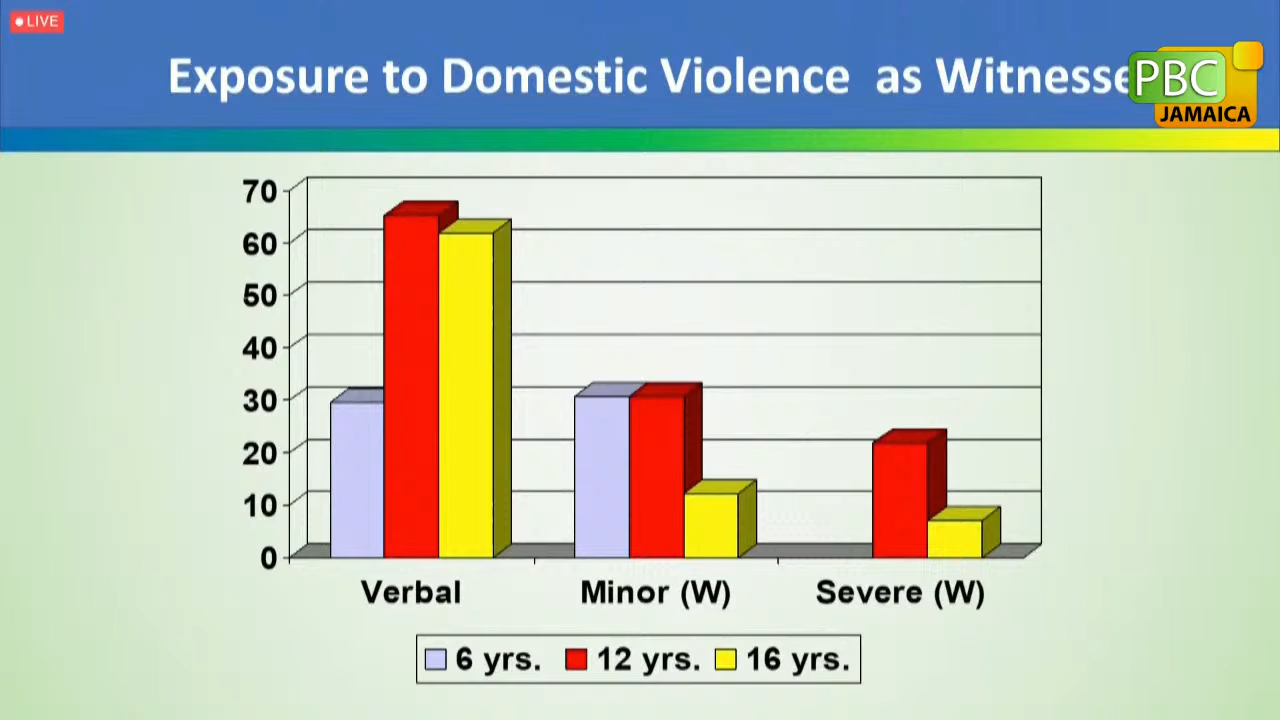 LIVE
Exposure to Domestic Violence as Witnesse
PBC
JAMAICA
70
60
50
40
30
20
10
0
Verbal Minor (W) Severe (W)
6 yrs. 12 yrs. 16 yrs.